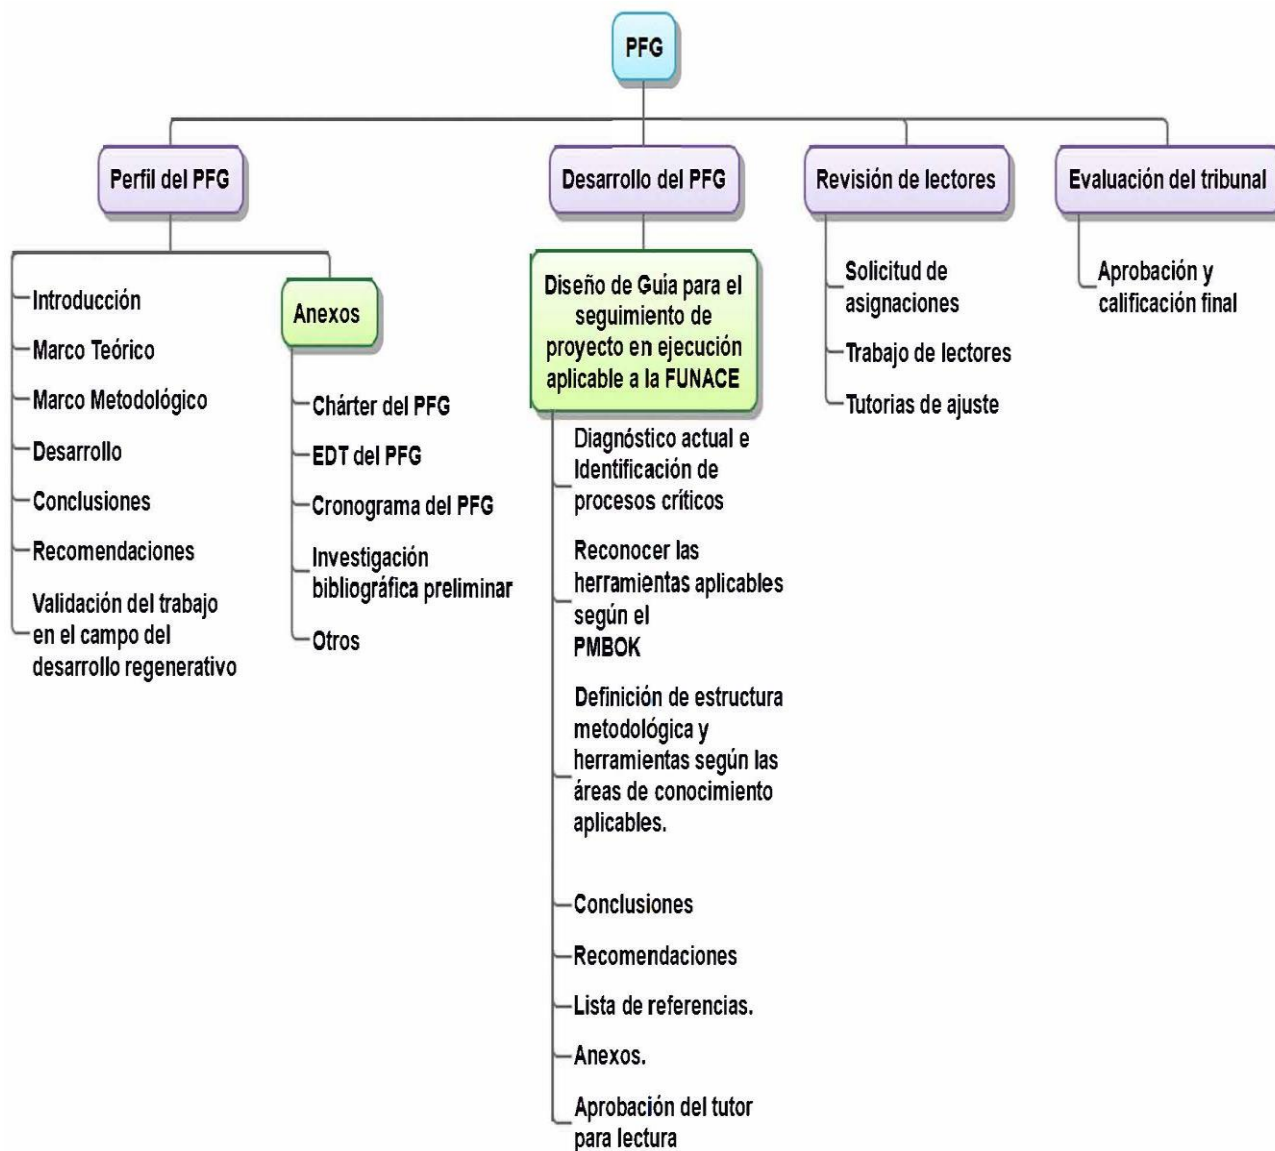 PFG
Perfil del PFG
Introducción
Marco Teórico
Marco Metodológico
Desarrollo
Conclusiones
Recomendaciones
Validación del trabajo
en el campo del
desarrollo regenerativo
Anexos
Chárter del PFG
EDT del PFG
Cronograma del PFG
Investigación
bibliográfica preliminar
Otros
Desarrollo del PFG
Diseño de Guía para el
seguimiento de
proyecto en ejecución
aplicable a la FUNACE
Diagnóstico actual e
Identificación de
procesos críticos
Reconocer las
herramientas aplicables
según el
PMBOK
Definición de estructura
metodológica y
herramientas según las
áreas de conocimiento
aplicables.
Conclusiones
Recomendaciones
Lista de referencias.
Anexos.
Aprobación del tutor
para lectura
Revisión de lectores
Solicitud de
asignaciones
Trabajo de lectores
Tutorias de ajuste
Evaluación del tribunal
Aprobación y
calificación final